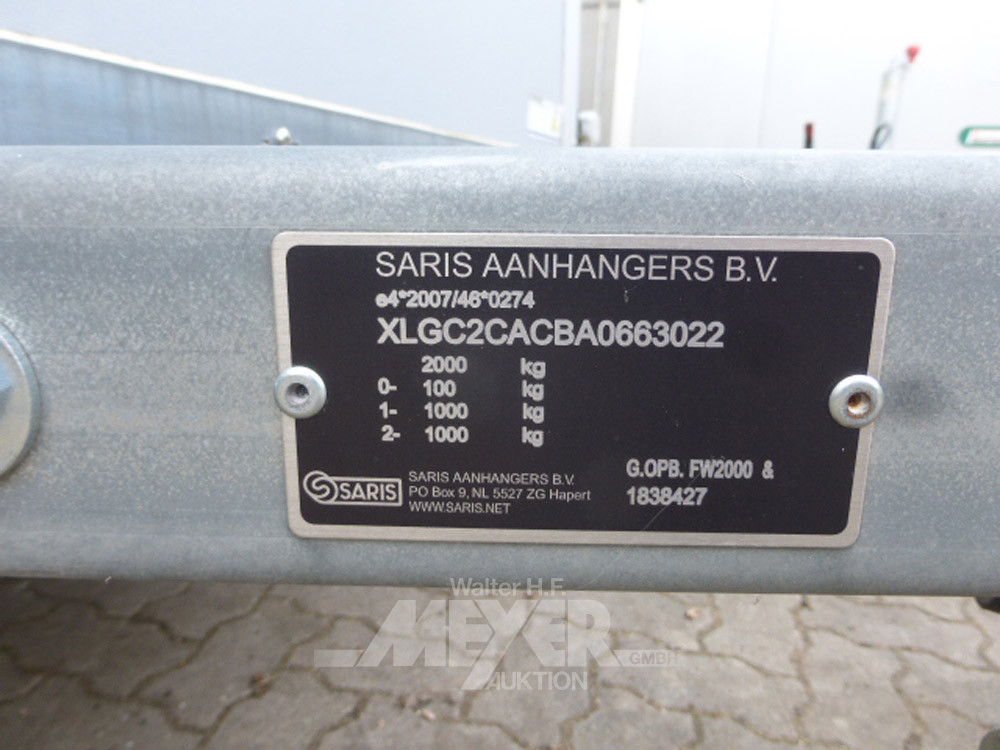 SARIS AANHANGERS B.V.
e4*2007/46*0274
XLGC2CACBA0663022
2000 kg
0- 100 kg
1- 1000 kg
2- 1000 kg
G.OPB. FW2000 &
1838427
SARIS
SARIS AANHANGERS B.V.
PO Box 9, NL 5527 ZG Hapert
WWW.SARIS.NET
Walter H.F.
MEYER GMBH
AUKTION